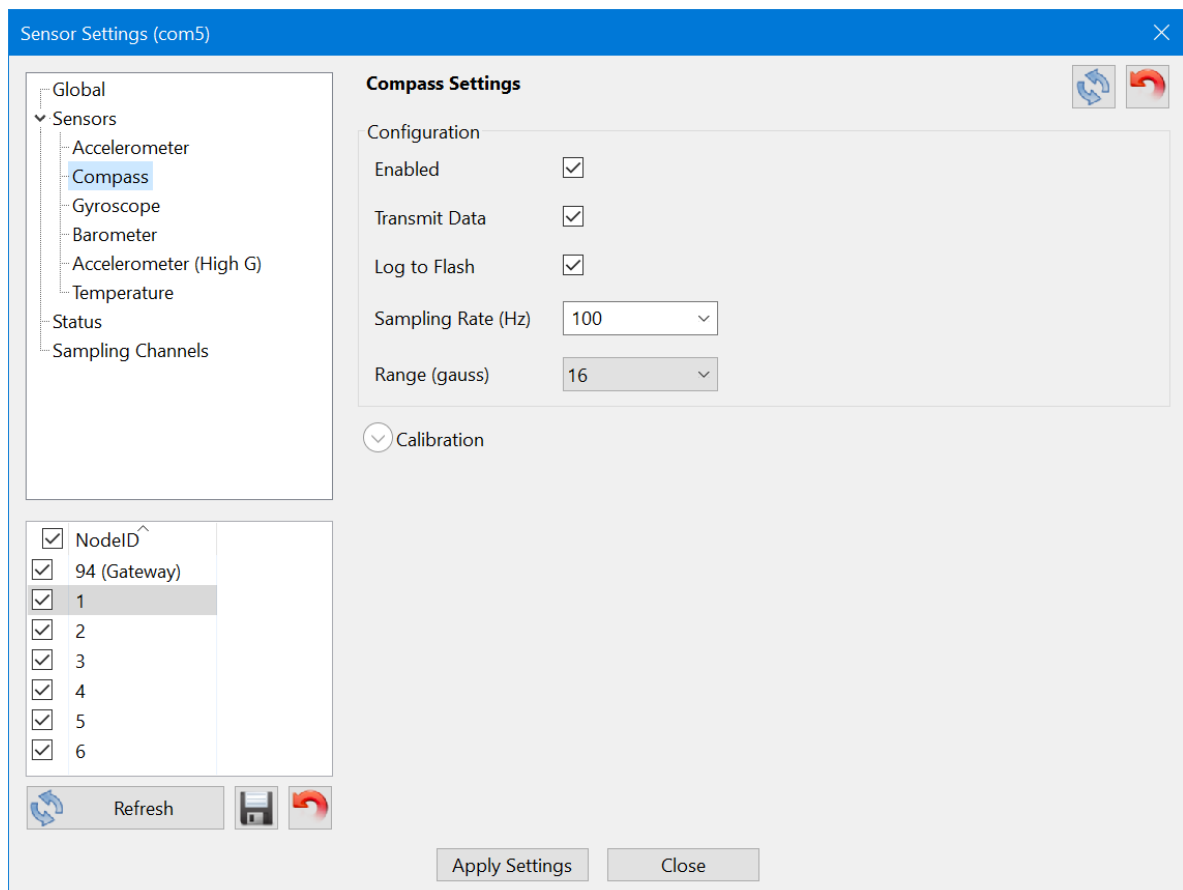 Sensor Settings (com5)
Global
Sensors
Accelerometer
Compass
Gyroscope
Barometer
Accelerometer (High G)
Temperature
Status
Sampling Channels
NodeID
94 (Gateway)
1
2
3
4
5
6
Refresh
Compass Settings
Configuration
Enabled
Transmit Data
Log to Flash
Sampling Rate (Hz) 100
Range (gauss) 16
Calibration
Apply Settings Close